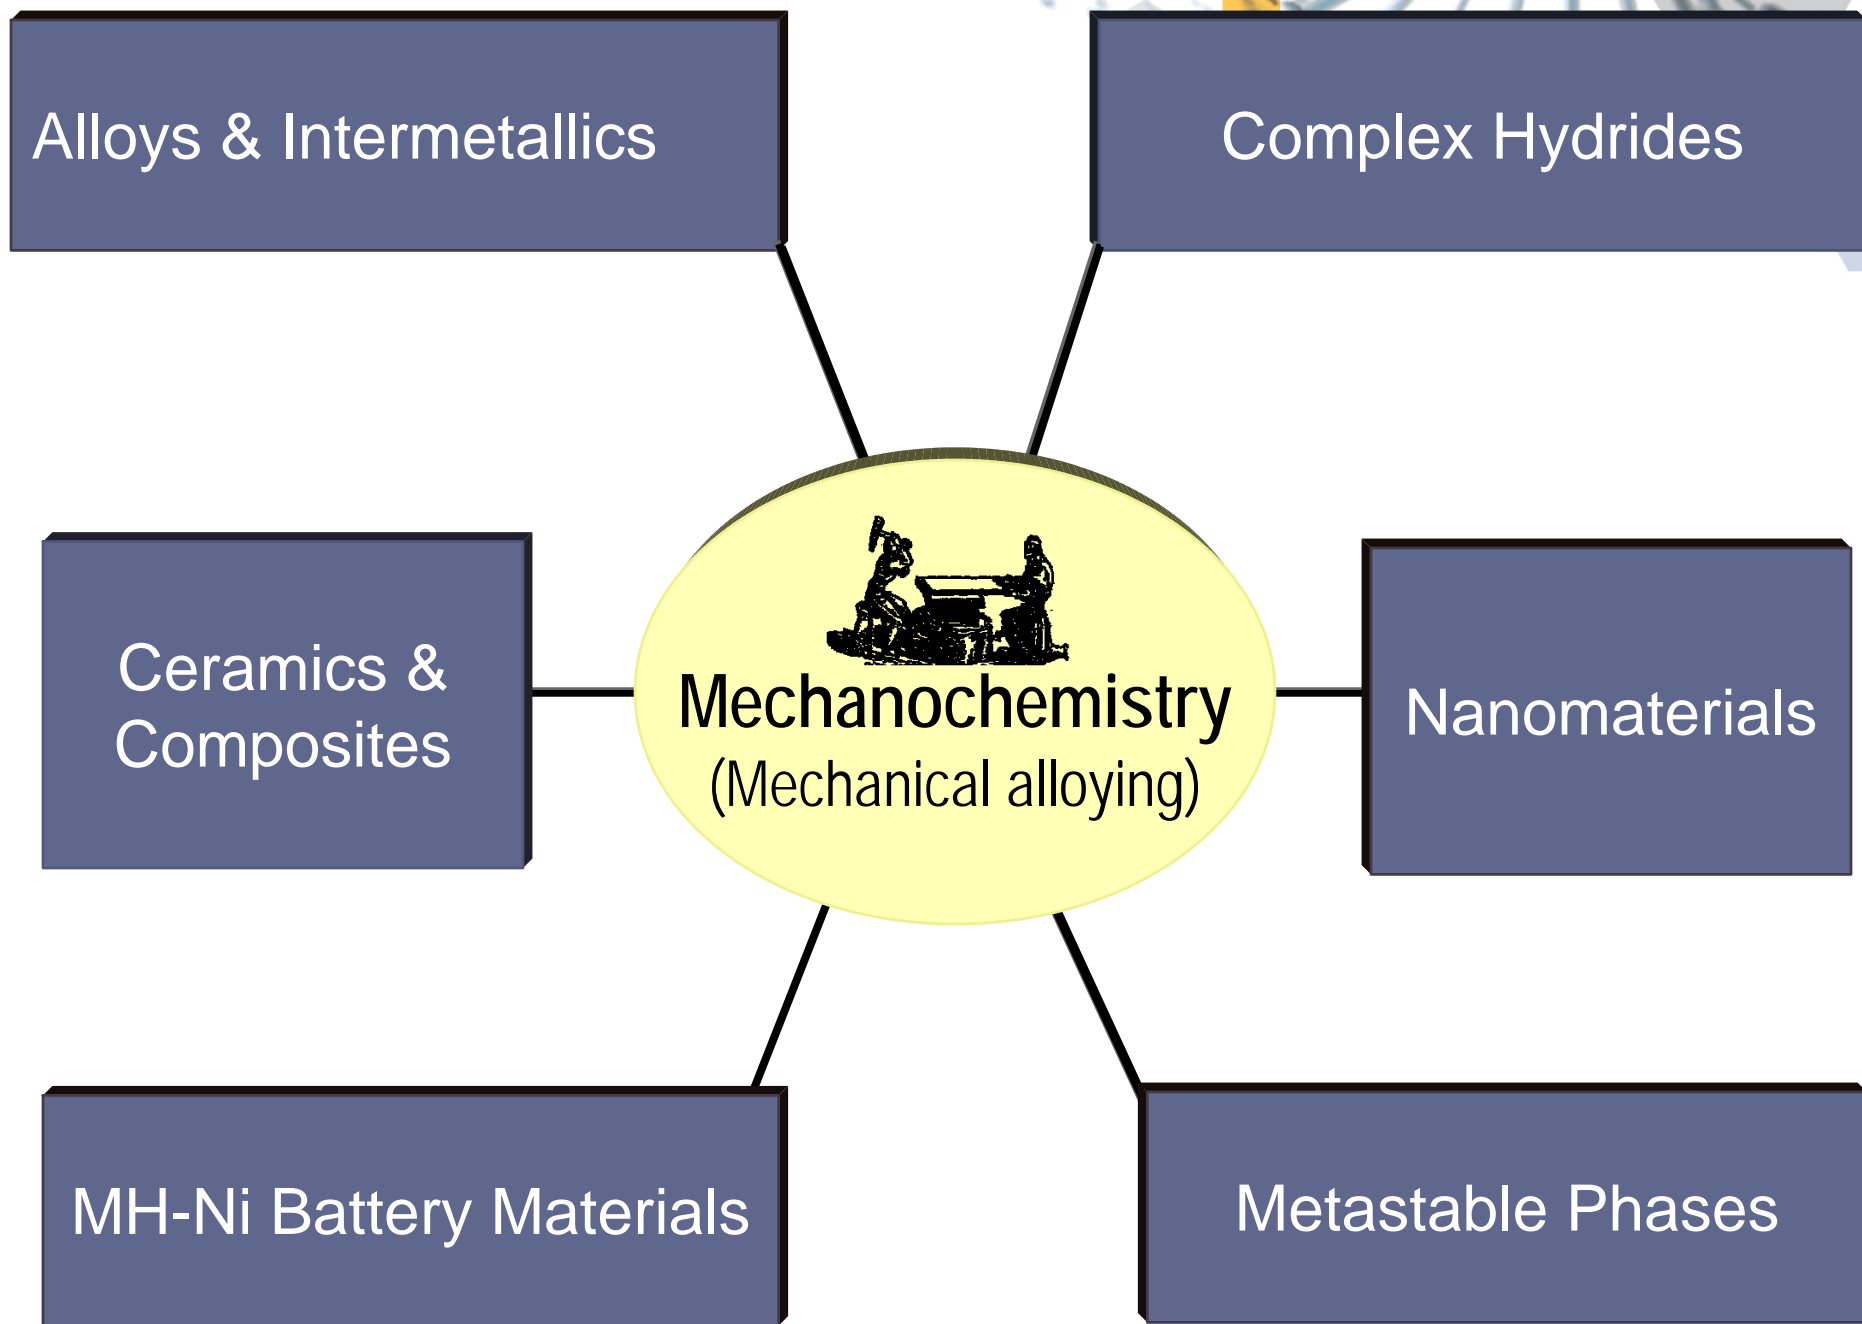 Alloys & Intermetallics
Complex Hydrides
Ceramics &
Composites
Mechanochemistry
(Mechanical alloying)
Nanomaterials
MH-Ni Battery Materials
Metastable Phases